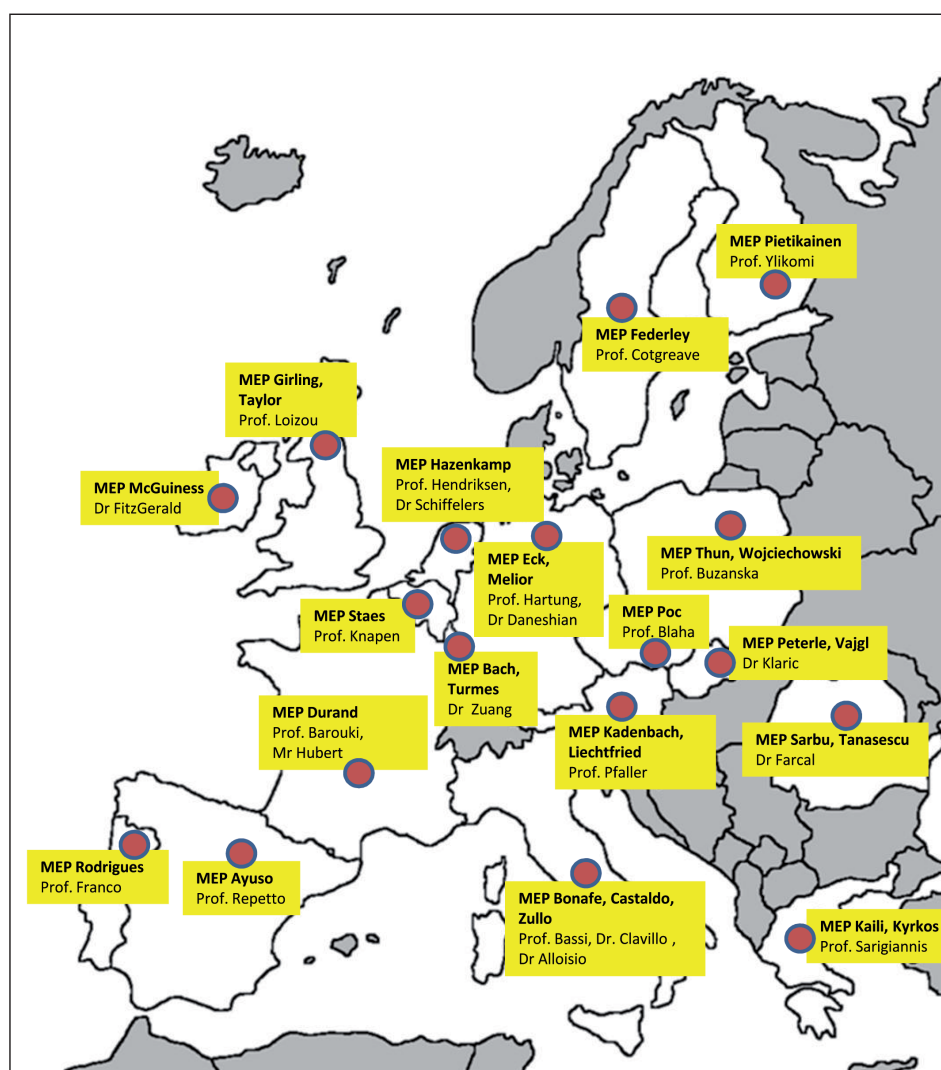 MEP Pietikainen
Prof. Ylikomi
MEP Federley
Prof. Cotgreave
MEP Girling,
Taylor
Prof. Loizou
MEP Hazenkamp
Prof. Hendriksen,
Dr Schiffelers
MEP McGuiness
Dr FitzGerald
MEP Eck,
Melior
Prof. Hartung,
Dr Daneshian
MEP Thun, Wojciechowski
Prof. Buzanska
MEP Staes
Prof. Knapen
MEP Poc
Prof. Blaha
MEP Peterle, Vajgl
Dr Klaric
MEP Bach,
Turmes
Dr Zuang
MEP Durand
Prof. Barouki,
Mr Hubert
MEP Kadenbach,
Liechtfried
Prof. Pfaller
MEP Sarbu, Tanasescu
Dr Farcal
MEP Rodrigues
Prof. Franco
MEP Ayuso
Prof. Repetto
MEP Bonafe, Castaldo,
Zullo
Prof. Bassi, Dr. Clavillo ,
Dr Alloisio
MEP Kaili, Kyrkos
Prof. Sarigiannis